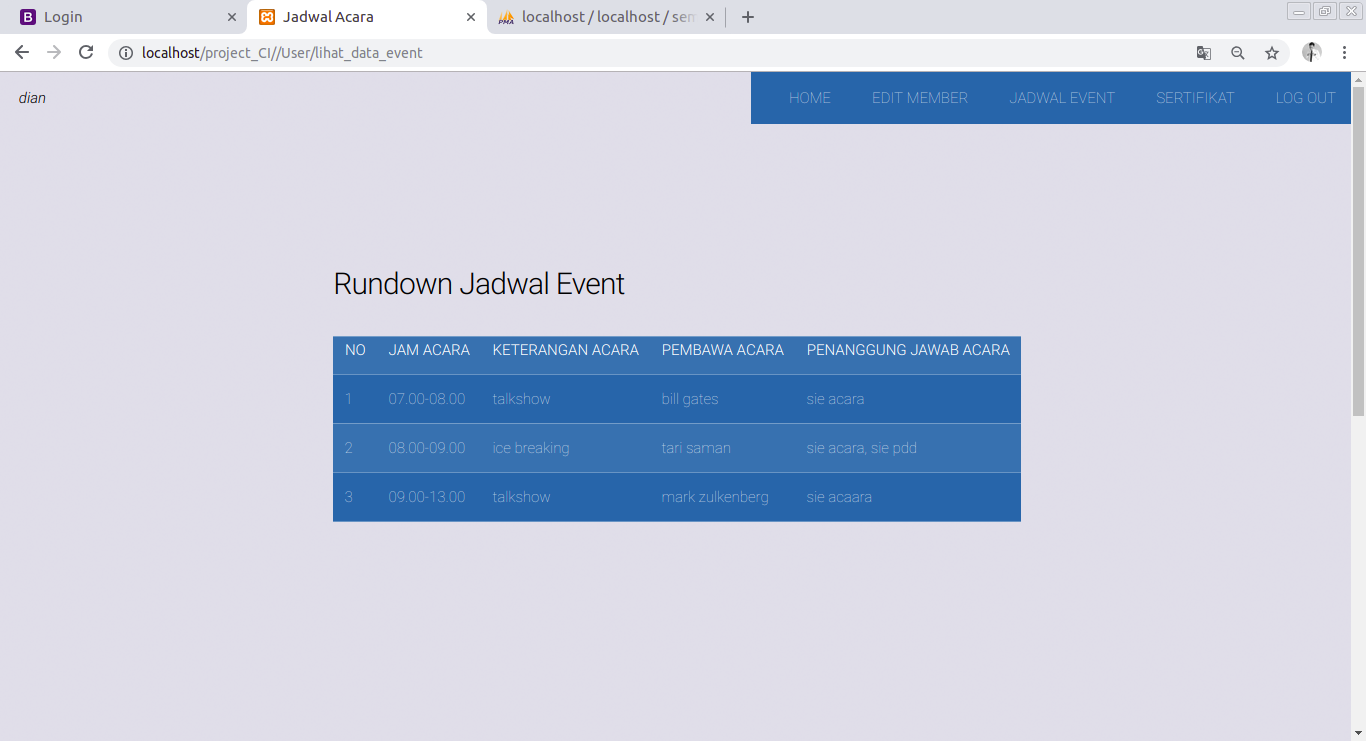 Login
Jadwal Acara
PMA localhost / localhost / sem
localhost/project_CI//User/lihat_data_event
dian
HOME EDIT MEMBER JADWAL EVENT SERTIFIKAT LOG OUT
Rundown Jadwal Event
NO JAM ACARA KETERANGAN ACARA PEMBAWA ACARA PENANGGUNG JAWAB ACARA
1 07.00-08.00 talkshow bill gates sie acara
2 08.00-09.00 ice breaking tari saman sie acara, sie pdd
3 09.00-13.00 talkshow mark zulkenberg sie acaara